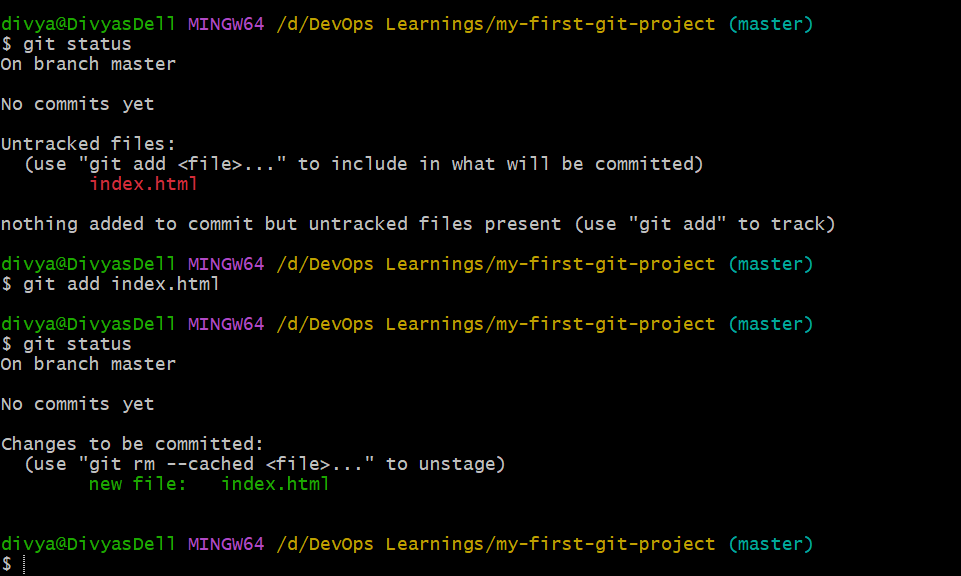 divya@DivyasDell MINGW64 /d/DevOps Learnings/my-first-git-project (master)
$ git status
On branch master
No commits yet
Untracked files:
  (use "git add <file>..." to include in what will be committed)
        index.html
nothing added to commit but untracked files present (use "git add" to track)
divya@DivyasDell MINGW64 /d/DevOps Learnings/my-first-git-project (master)
$ git add index.html
divya@DivyasDell MINGW64 /d/DevOps Learnings/my-first-git-project (master)
$ git status
On branch master
No commits yet
Changes to be committed:
  (use "git rm --cached <file>..." to unstage)
        new file:   index.html
divya@DivyasDell MINGW64 /d/DevOps Learnings/my-first-git-project (master)
$